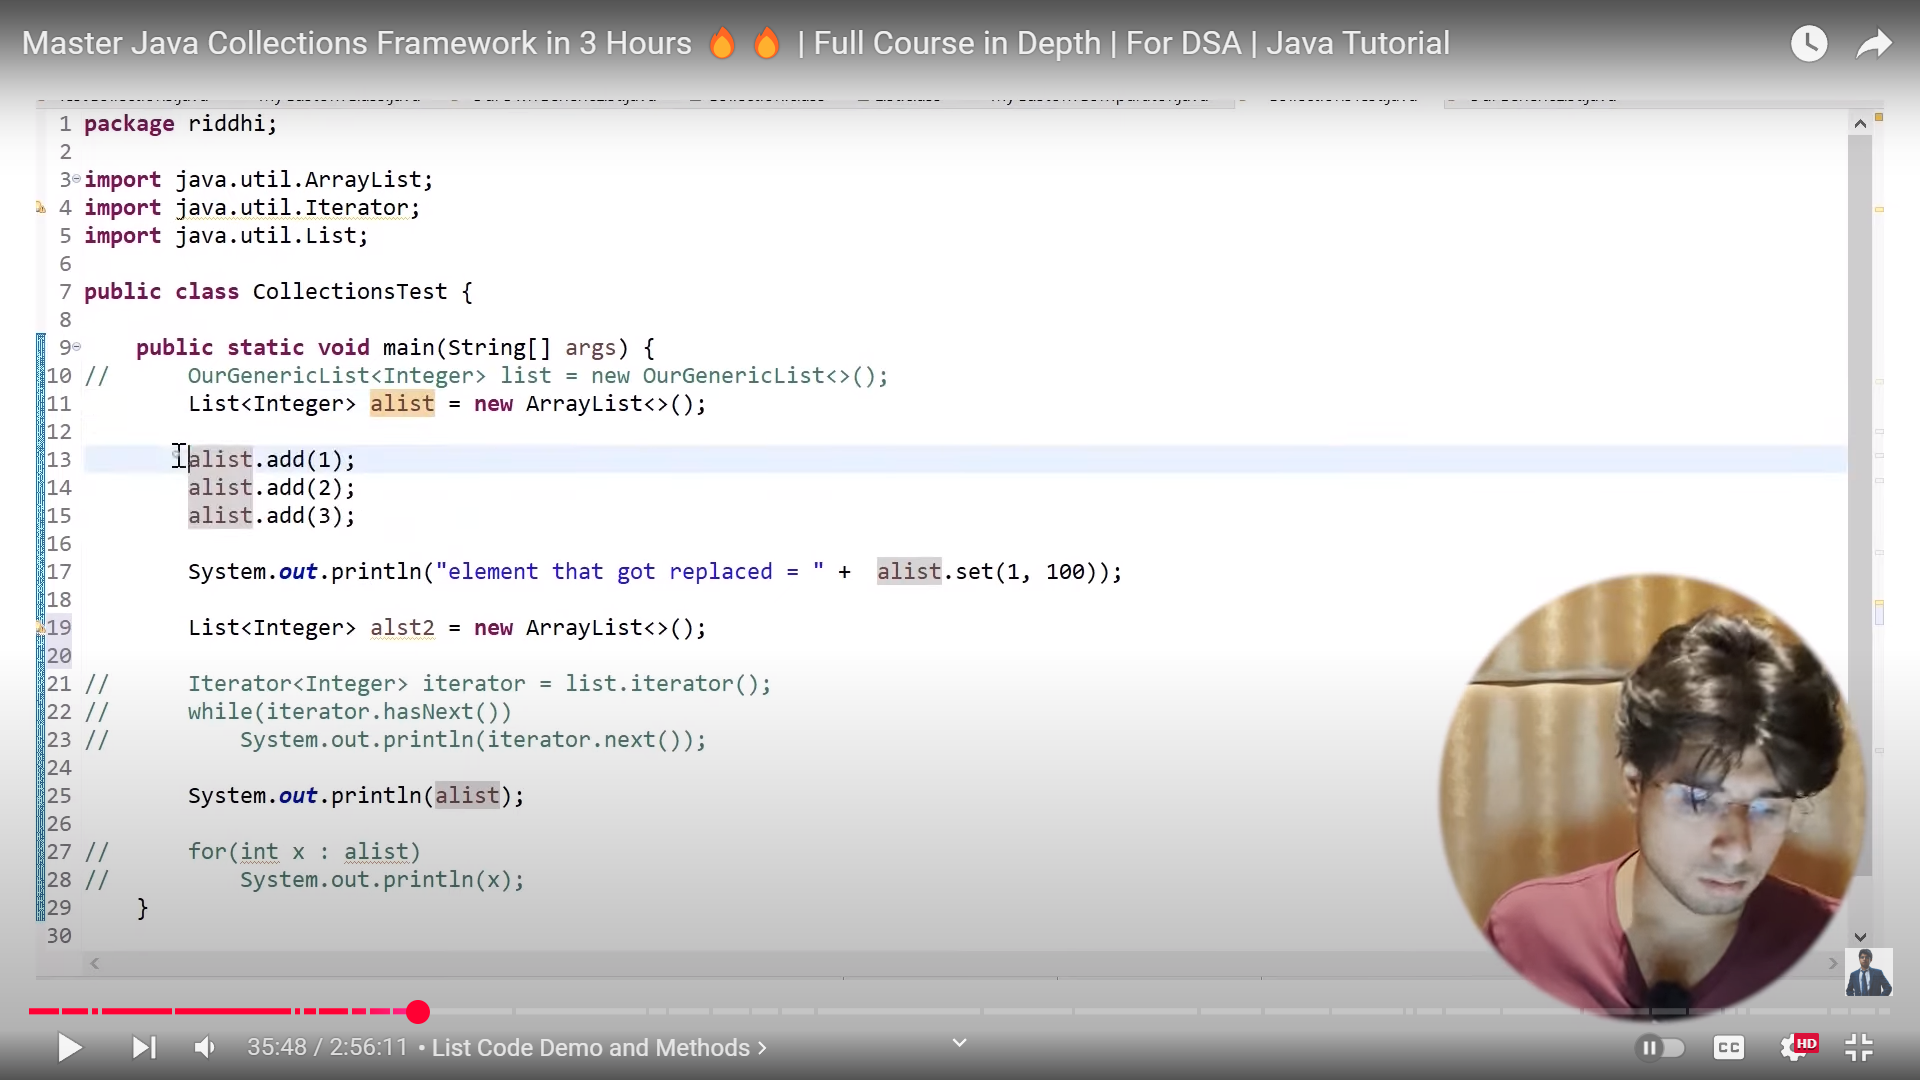 Master Java Collections Framework in 3 Hours 🔥 🔥 | Full Course in Depth | For DSA | Java Tutorial
1 package riddhi;
2
3 import java.util.ArrayList;
4 import java.util.Iterator;
5 import java.util.List;
6
7 public class CollectionsTest {
8
9 public static void main(String[] args) {
10 // OurGenericList<Integer> list = new OurGenericList<>();
11 List<Integer> alist = new ArrayList<>();
12
13 alist.add(1);
14 alist.add(2);
15 alist.add(3);
16
17 System.out.println("element that got replaced = " + alist.set(1, 100));
18
19 List<Integer> alst2 = new ArrayList<>();
20
21 // Iterator<Integer> iterator = list.iterator();
22 // while(iterator.hasNext())
23 // System.out.println(iterator.next());
24
25 System.out.println(alist);
26
27 // for(int x : alist)
28 // System.out.println(x);
29 }
30
35:48 / 2:56:11 • List Code Demo and Methods >
CC
HD